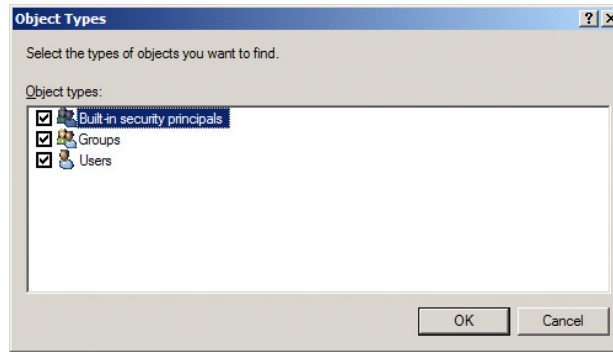 Object Types
Select the types of objects you want to find.
Object types:
Built-in security principals
Groups
Users
OK
Cancel